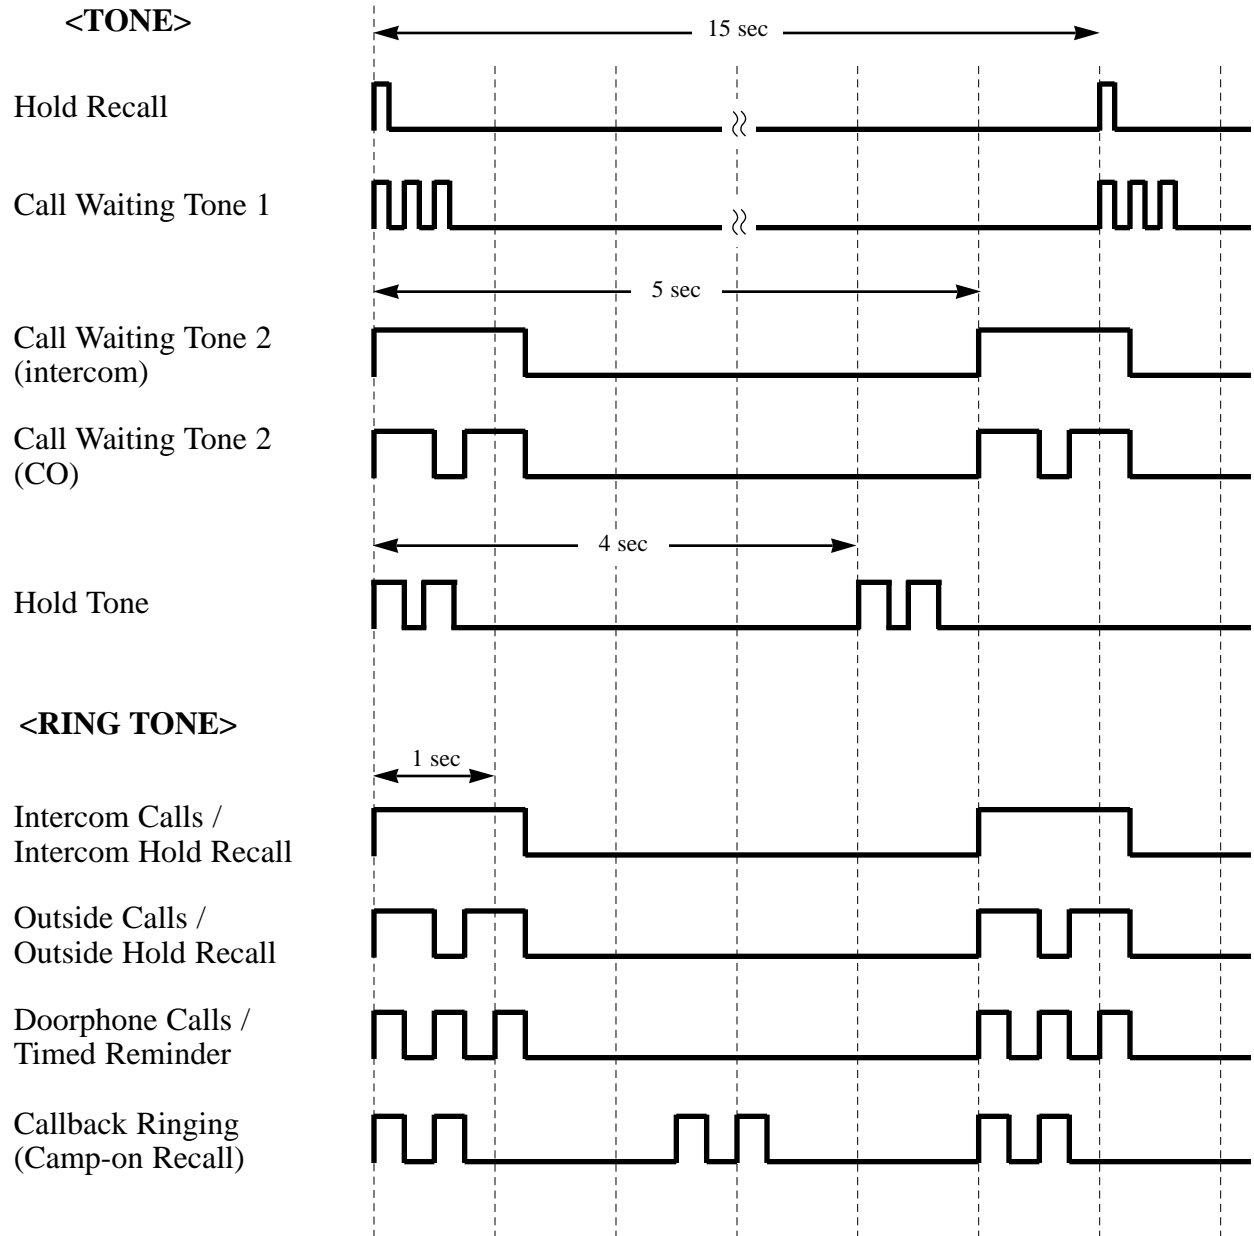 <TONE>
15 sec
Hold Recall
Call Waiting Tone 1
5 sec
Call Waiting Tone 2
(intercom)
Call Waiting Tone 2
(CO)
4 sec
Hold Tone
<RING TONE>
1 sec
Intercom Calls /
Intercom Hold Recall
Outside Calls /
Outside Hold Recall
Doorphone Calls /
Timed Reminder
Callback Ringing
(Camp-on Recall)